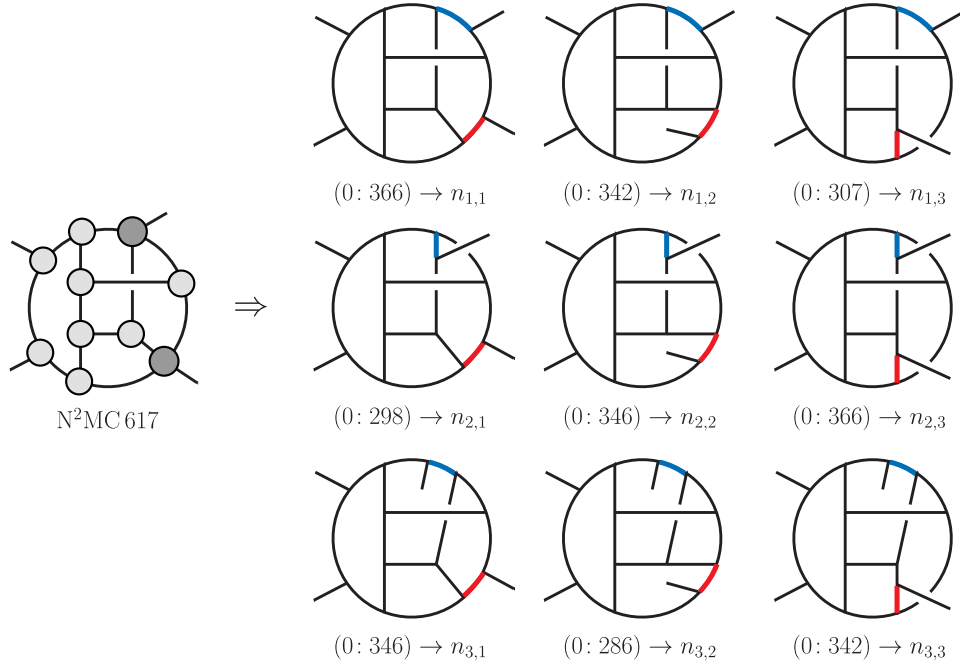 (0: 366) → n₁,₁ (0: 342) → n₁,₂ (0: 307) → n₁,₃
⇒
(0: 298) → n₂,₁ (0: 346) → n₂,₂ (0: 366) → n₂,₃
N²MC 617
(0: 346) → n₃,₁ (0: 286) → n₃,₂ (0: 342) → n₃,₃